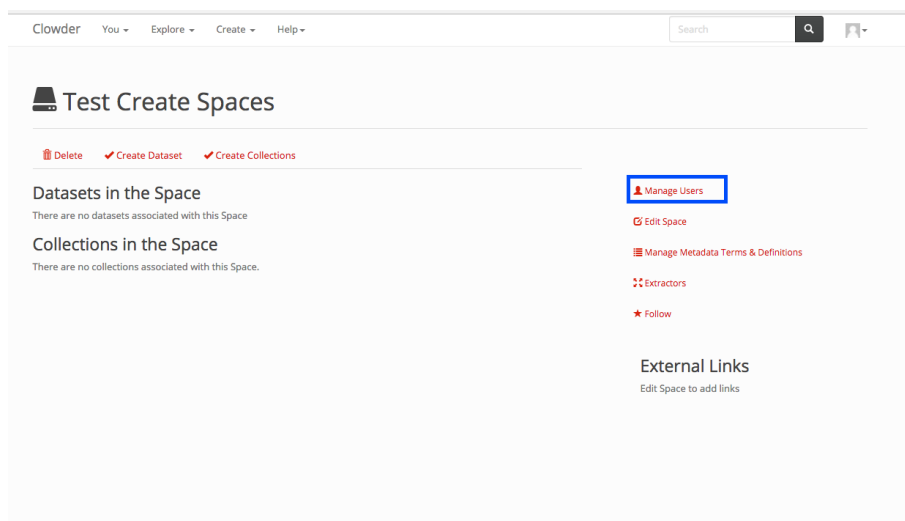 Clowder You Explore Create Help Search
Test Create Spaces
Delete Create Dataset Create Collections
Datasets in the Space
There are no datasets associated with this Space
Collections in the Space
There are no collections associated with this Space.
Manage Users
Edit Space
Manage Metadata Terms & Definitions
Extractors
Follow
External Links
Edit Space to add links